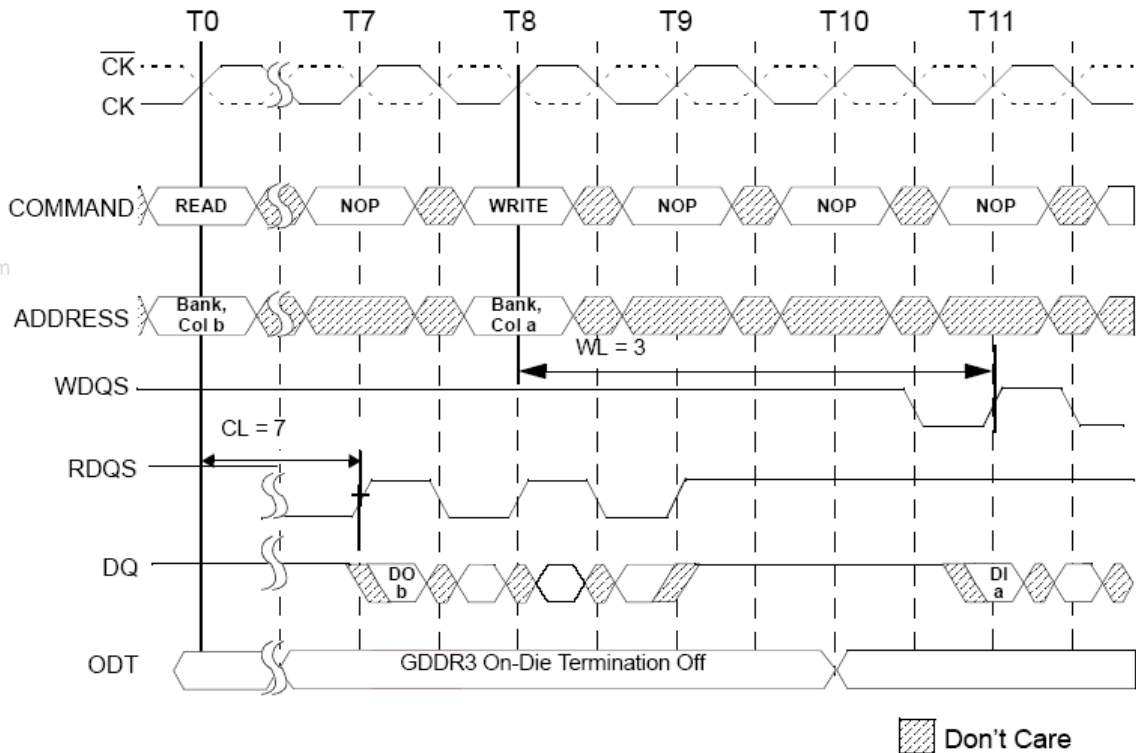 T0 T7 T8 T9 T10 T11
CK
CK
COMMAND READ NOP WRITE NOP NOP NOP
m
ADDRESS Bank, Col b Bank, Col a
WL = 3
WDQS
CL = 7
RDQS
DQ DO b DI a
ODT GDDR3 On-Die Termination Off
Don't Care